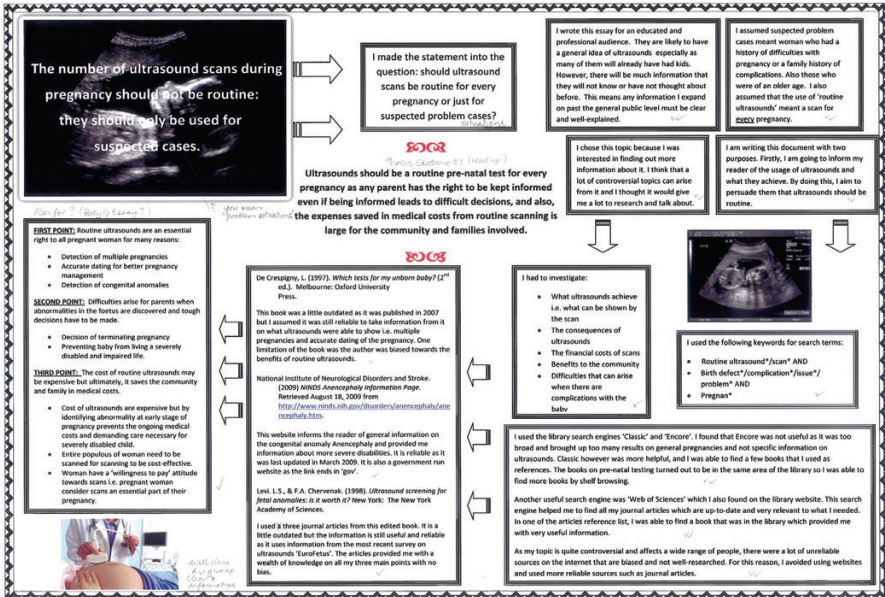 The number of ultrasound scans during
pregnancy should not be routine:
they should only be used for
suspected cases.
I made the statement into the
question: should ultrasound
scans be routine for every
pregnancy or just for
suspected problem cases?
I wrote this essay for an educated and
professional audience. They are likely to have
a general idea of ultrasounds especially as
many of them will already have had kids.
However, there will be much information that
they will not know or have not thought about
before. This means any information I expand
on past the general public level must be clear
and well-explained.
I assumed suspected problem
cases meant woman who had a
history of difficulties with
pregnancy or a family history of
complications. Also those who
were of an older age. I also
assumed that the use of 'routine
ultrasounds' meant a scan for
every pregnancy.
Thesis Statement?
Ultrasounds should be a routine pre-natal test for every
pregnancy as any parent has the right to be kept informed
even if being informed leads to difficult decisions, and also,
the expenses saved in medical costs from routine scanning is
large for the community and families involved.
I chose this topic because I was
interested in finding out more
information about it. I think that a
lot of controversial topics can arise
from it and I thought it would give
me a lot to research and talk about.
I am writing this document with two
purposes. Firstly, I am going to inform my
reader of the usage of ultrasounds and
what they achieve. By doing this, I aim to
persuade them that ultrasounds should be
routine.
Plan for? (Body of Essay?)
you mean
problem situations
FIRST POINT: Routine ultrasounds are an essential
right to all pregnant woman for many reasons:
• Detection of multiple pregnancies
• Accurate dating for better pregnancy
management
• Detection of congenital anomalies
SECOND POINT: Difficulties arise for parents when
abnormalities in the foetus are discovered and tough
decisions have to be made.
• Decision of terminating pregnancy
• Preventing baby from living a severely
disabled and impaired life.
THIRD POINT: The cost of routine ultrasounds may
be expensive but ultimately, it saves the community
and family in medical costs.
• Cost of ultrasounds are expensive but by
identifying abnormality at early stage of
pregnancy prevents the ongoing medical
costs and demanding care necessary for
severely disabled child.
• Entire populous of woman need to be
scanned for scanning to be cost-effective.
• Woman have a 'willingness to pay' attitude
towards scans i.e. pregnant woman
consider scans an essential part of their
pregnancy.
De Crespigny, L. (1997). Which tests for my unborn baby? (2nd
ed.). Melbourne: Oxford University
Press.
This book was a little outdated as it was published in 2007
but I assumed it was still reliable to take information from it
on what ultrasounds were able to show i.e. multiple
pregnancies and accurate dating of the pregnancy. One
limitation of the book was the author was biased towards the
benefits of routine ultrasounds.
National Institute of Neurological Disorders and Stroke.
(2009) NINDS Anencephaly Information Page.
Retrieved August 18, 2009 from
http://www.ninds.nih.gov/disorders/anencephaly/ane
ncephaly.htm.
This website informs the reader of general information on
the congenital anomaly Anencephaly and provided me
information about more severe disabilities. It is reliable as it
was last updated in March 2009. It is also a government run
website as the link ends in 'gov'.
Levi. L.S., & F.A. Chervenak. (1998). Ultrasound screening for
fetal anomalies: is it worth it? New York: The New York
Academy of Sciences.
I used a three journal articles from this edited book. It is a
little outdated but the information is still useful and reliable
as it uses information from the most recent survey on
ultrasounds 'EuroFetus'. The articles provided me with a
wealth of knowledge on all my three main points with no
bias.
I had to investigate:
• What ultrasounds achieve
i.e. what can be shown by
the scan
• The consequences of
ultrasounds
• The financial costs of scans
• Benefits to the community
• Difficulties that can arise
when there are
complications with the
baby
I used the following keywords for search terms:
• Routine ultrasound*/scan* AND
• Birth defect*/complication*/issue*/
problem* AND
• Pregnan*
I used the library search engines 'Classic' and 'Encore'. I found that Encore was not useful as it was too
broad and brought up too many results on general pregnancies and not specific information on
ultrasounds. Classic however was more helpful, and I was able to find a few books that I used as
references. The books on pre-natal testing turned out to be in the same area of the library so I was able to
find more books by shelf browsing.
Another useful search engine was 'Web of Sciences' which I also found on the library website. This search
engine helped me to find all my journal articles which are up-to-date and very relevant to what I needed.
In one of the articles reference list, I was able to find a book that was in the library which provided me
with very useful information.
As my topic is quite controversial and affects a wide range of people, there were a lot of unreliable
sources on the internet that are biased and not well-researched. For this reason, I avoided using websites
and used more reliable sources such as journal articles.
well done
clear &
informative